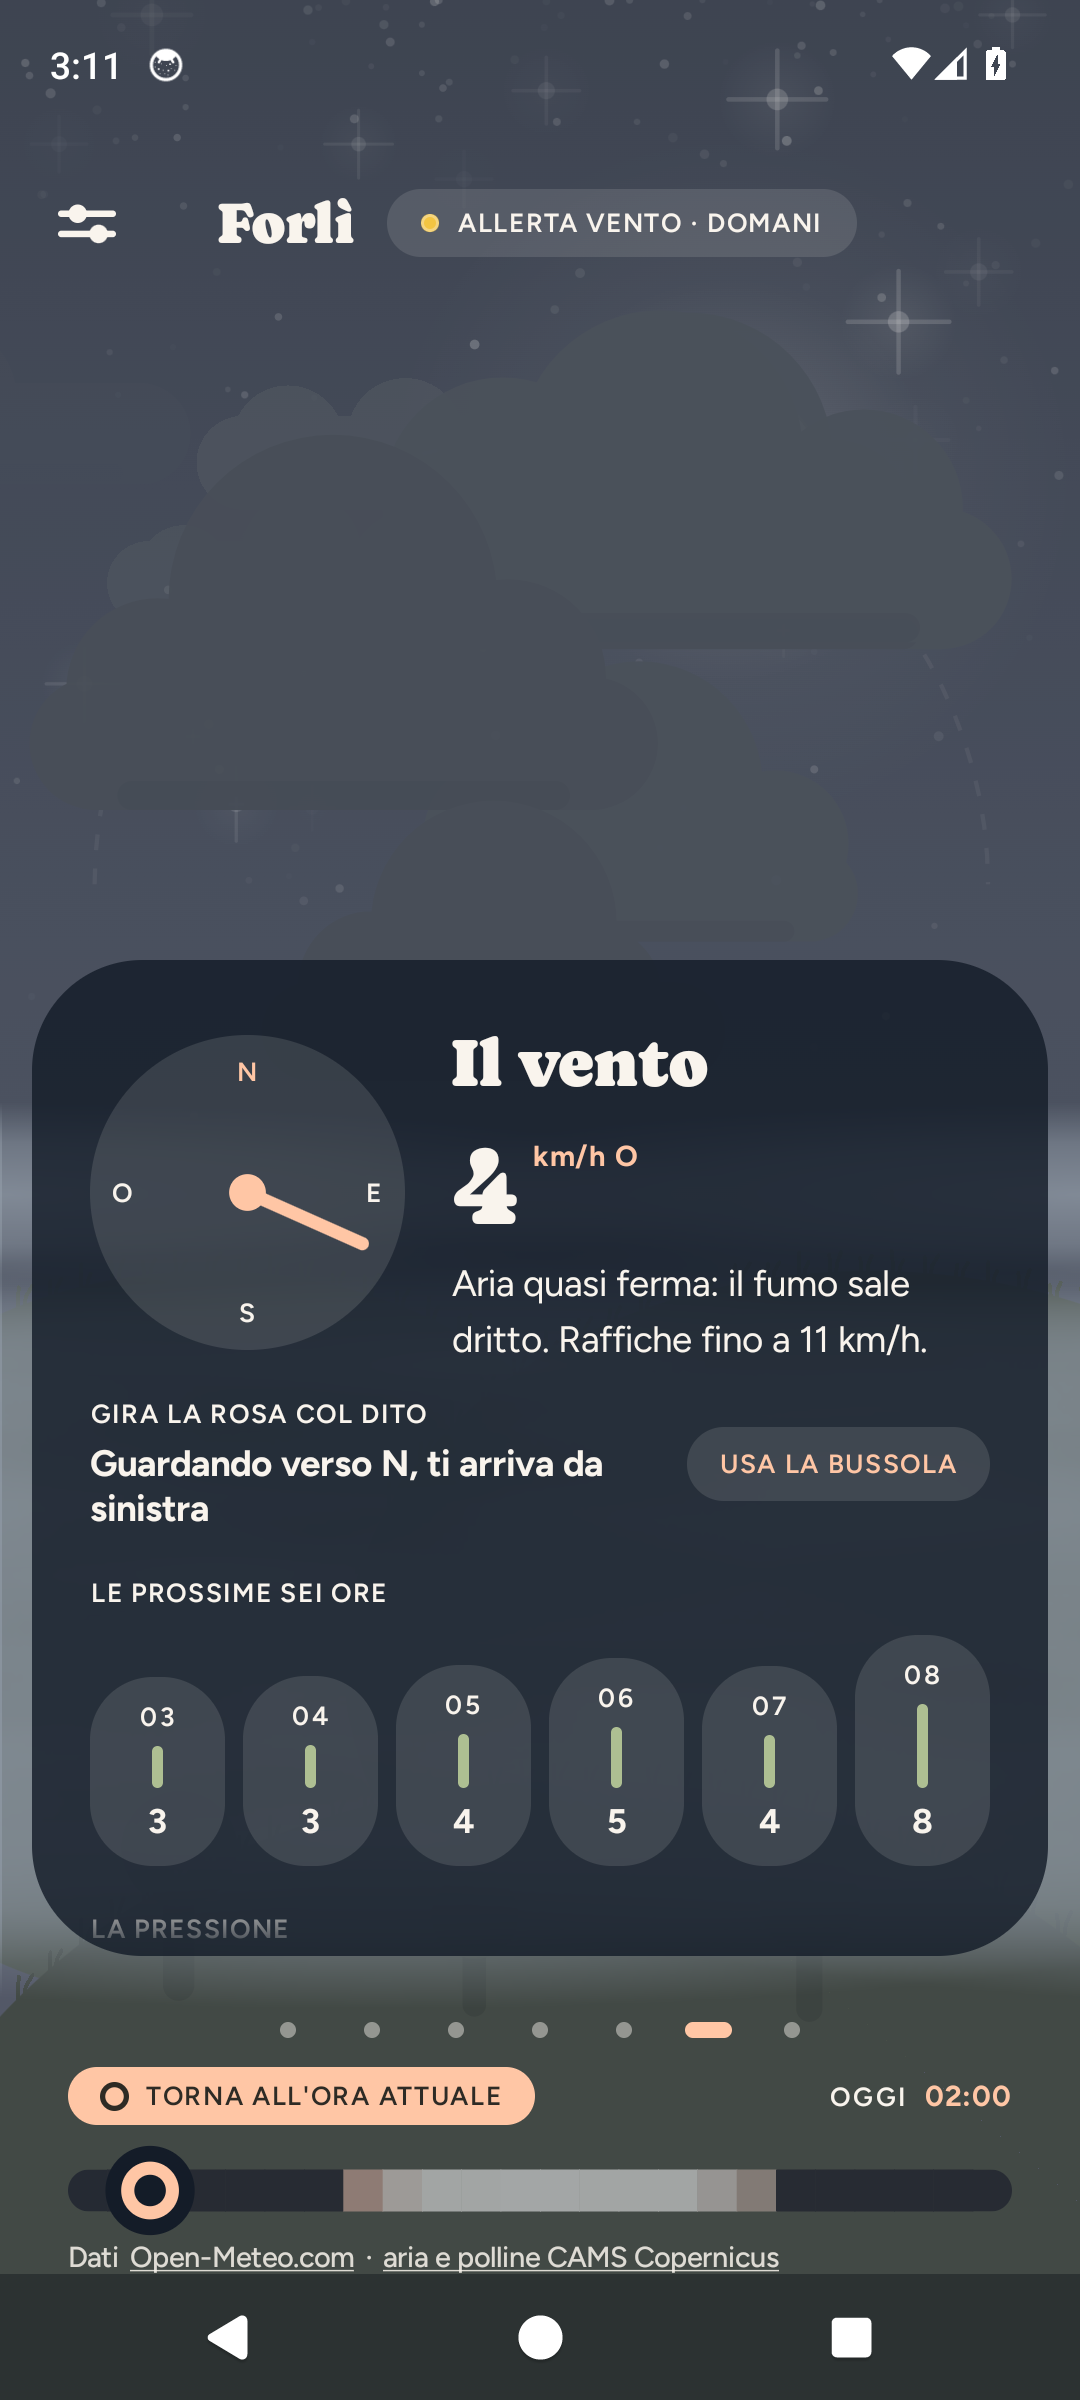 3:11
Forlì
ALLERTA VENTO · DOMANI
N
O
E
S
Il vento
4 km/h O
Aria quasi ferma: il fumo sale
dritto. Raffiche fino a 11 km/h.
GIRA LA ROSA COL DITO
Guardando verso N, ti arriva da
sinistra
USA LA BUSSOLA
LE PROSSIME SEI ORE
03 04 05 06 07 08
3 3 4 5 4 8
LA PRESSIONE
TORNA ALL'ORA ATTUALE
OGGI 02:00
Dati Open-Meteo.com · aria e polline CAMS Copernicus